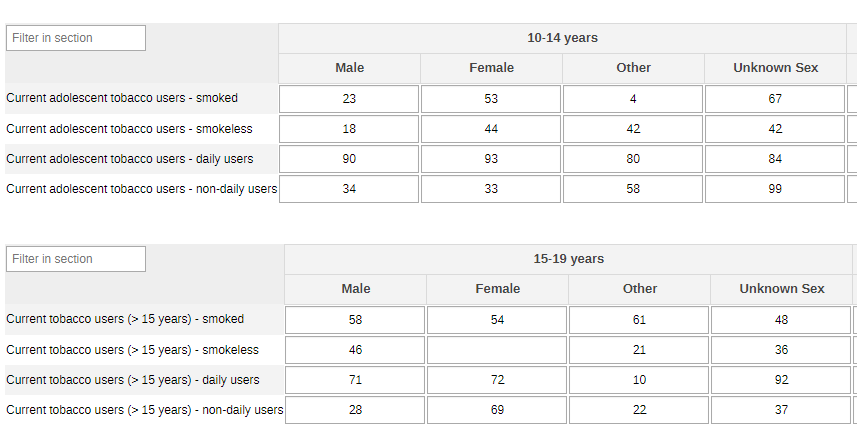 Filter in section
10-14 years
Male Female Other Unknown Sex
Current adolescent tobacco users - smoked 23 53 4 67
Current adolescent tobacco users - smokeless 18 44 42 42
Current adolescent tobacco users - daily users 90 93 80 84
Current adolescent tobacco users - non-daily users 34 33 58 99
Filter in section
15-19 years
Male Female Other Unknown Sex
Current tobacco users (> 15 years) - smoked 58 54 61 48
Current tobacco users (> 15 years) - smokeless 46 21 36
Current tobacco users (> 15 years) - daily users 71 72 10 92
Current tobacco users (> 15 years) - non-daily users 28 69 22 37